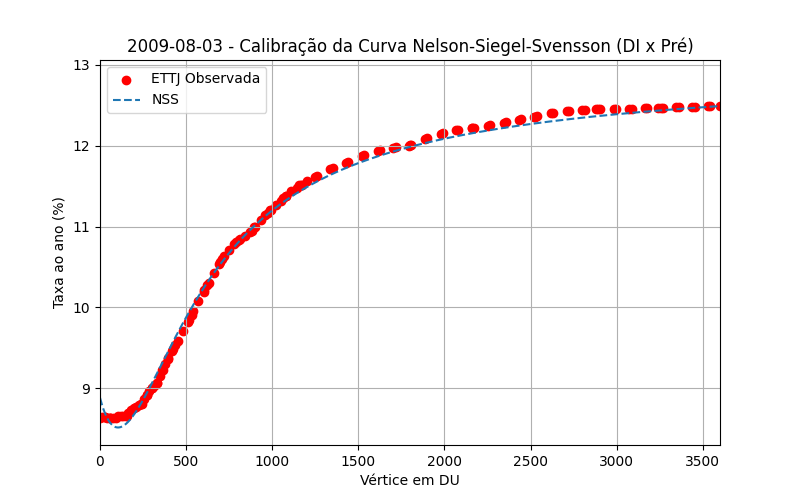 2009-08-03 - Calibração da Curva Nelson-Siegel-Svensson (DI x Pré)
ETTJ Observada
NSS
Taxa ao ano (%)
13
12
11
10
9
0 500 1000 1500 2000 2500 3000 3500
Vértice em DU